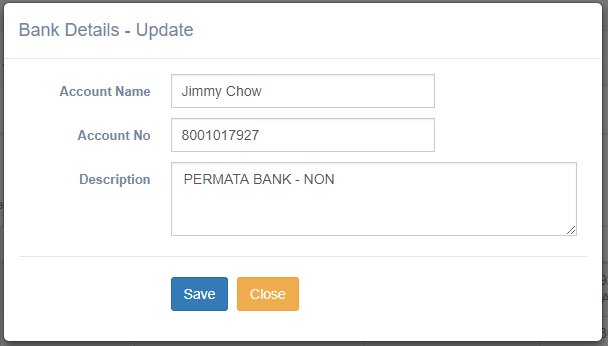 Bank Details - Update
Account Name Jimmy Chow
Account No 8001017927
Description PERMATA BANK - NON
Save Close